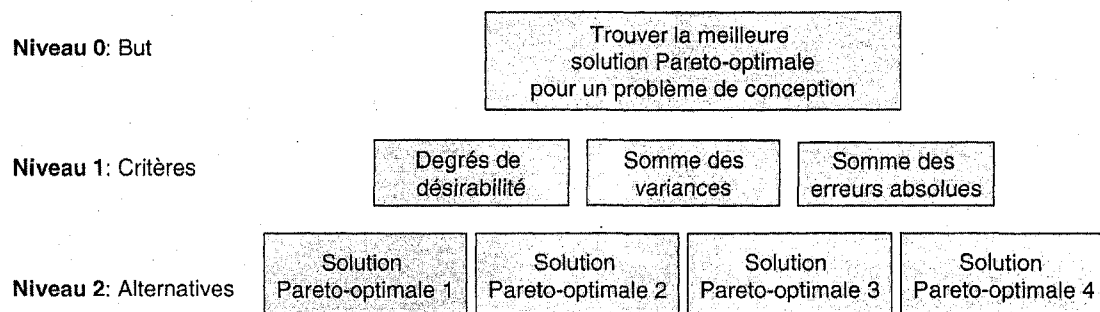 Niveau 0: But
Trouver la meilleure
solution Pareto-optimale
pour un problème de conception
Niveau 1: Critères
Degrés de
désirabilité
Somme des
variances
Somme des
erreurs absolues
Niveau 2: Alternatives
Solution
Pareto-optimale 1
Solution
Pareto-optimale 2
Solution
Pareto-optimale 3
Solution
Pareto-optimale 4